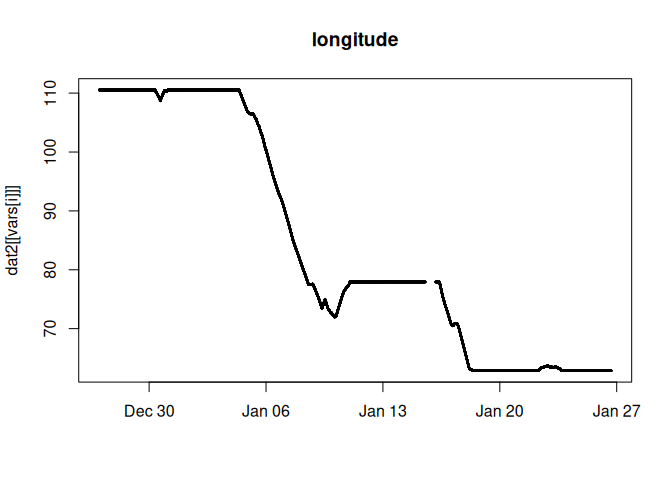 longitude
dat2[[vars[i]]]
110
100
90
80
70
Dec 30
Jan 06
Jan 13
Jan 20
Jan 27